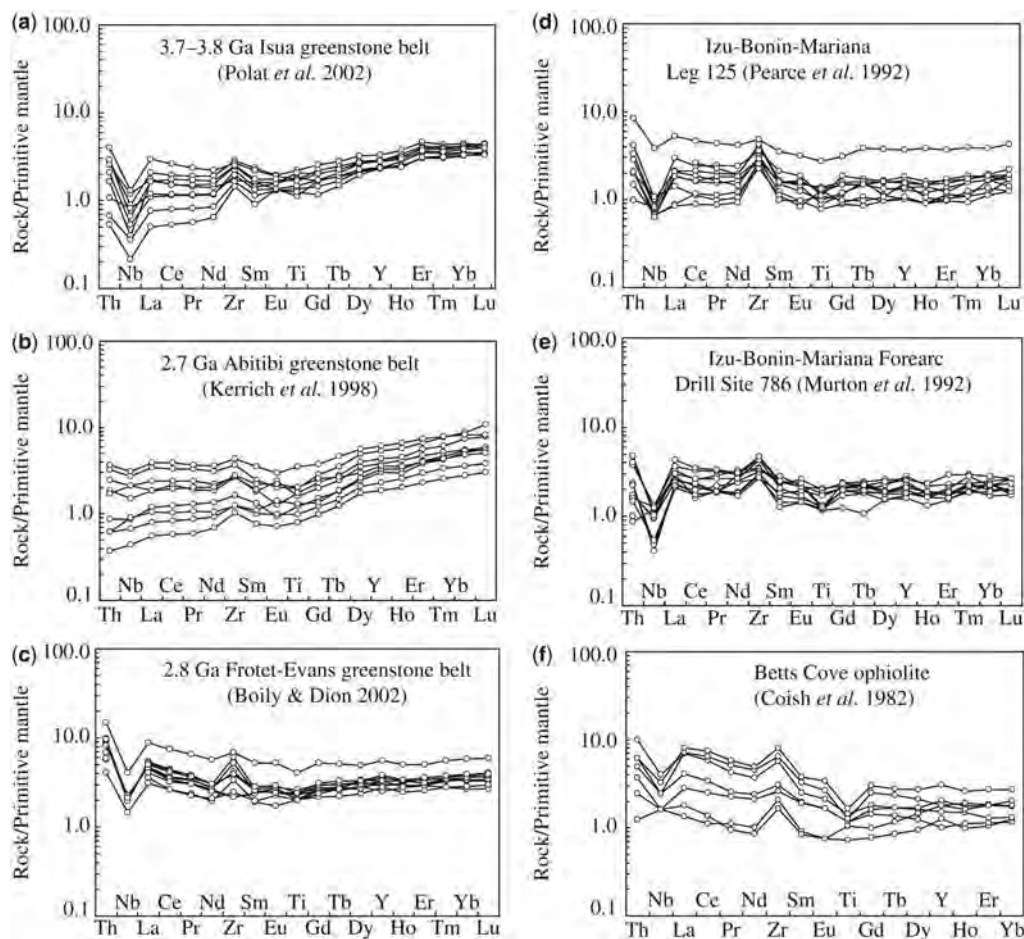 (a)
100.0
3.7–3.8 Ga Isua greenstone belt
(Polat et al. 2002)
Rock/Primitive mantle
10.0
1.0
0.1
Nb Ce Nd Sm Ti Tb Y Er Yb
Th La Pr Zr Eu Gd Dy Ho Tm Lu
(b)
100.0
2.7 Ga Abitibi greenstone belt
(Kerrich et al. 1998)
Rock/Primitive mantle
10.0
1.0
0.1
Nb Ce Nd Sm Ti Tb Y Er Yb
Th La Pr Zr Eu Gd Dy Ho Tm Lu
(c)
100.0
2.8 Ga Frotet-Evans greenstone belt
(Boily & Dion 2002)
Rock/Primitive mantle
10.0
1.0
0.1
Nb Ce Nd Sm Ti Tb Y Er Yb
Th La Pr Zr Eu Gd Dy Ho Tm Lu
(d)
100.0
Izu-Bonin-Mariana
Leg 125 (Pearce et al. 1992)
Rock/Primitive mantle
10.0
1.0
0.1
Nb Ce Nd Sm Ti Tb Y Er Yb
Th La Pr Zr Eu Gd Dy Ho Tm Lu
(e)
100.0
Izu-Bonin-Mariana Forearc
Drill Site 786 (Murton et al. 1992)
Rock/Primitive mantle
10.0
1.0
0.1
Nb Ce Nd Sm Ti Tb Y Er Yb
Th La Pr Zr Eu Gd Dy Ho Tm Lu
(f)
100.0
Betts Cove ophiolite
(Coish et al. 1982)
Rock/Primitive mantle
10.0
1.0
0.1
Nb Ce Nd Sm Eu Gd Dy Y Er
Th La Pr Zr Eu Ti Tb Dy Ho Yb